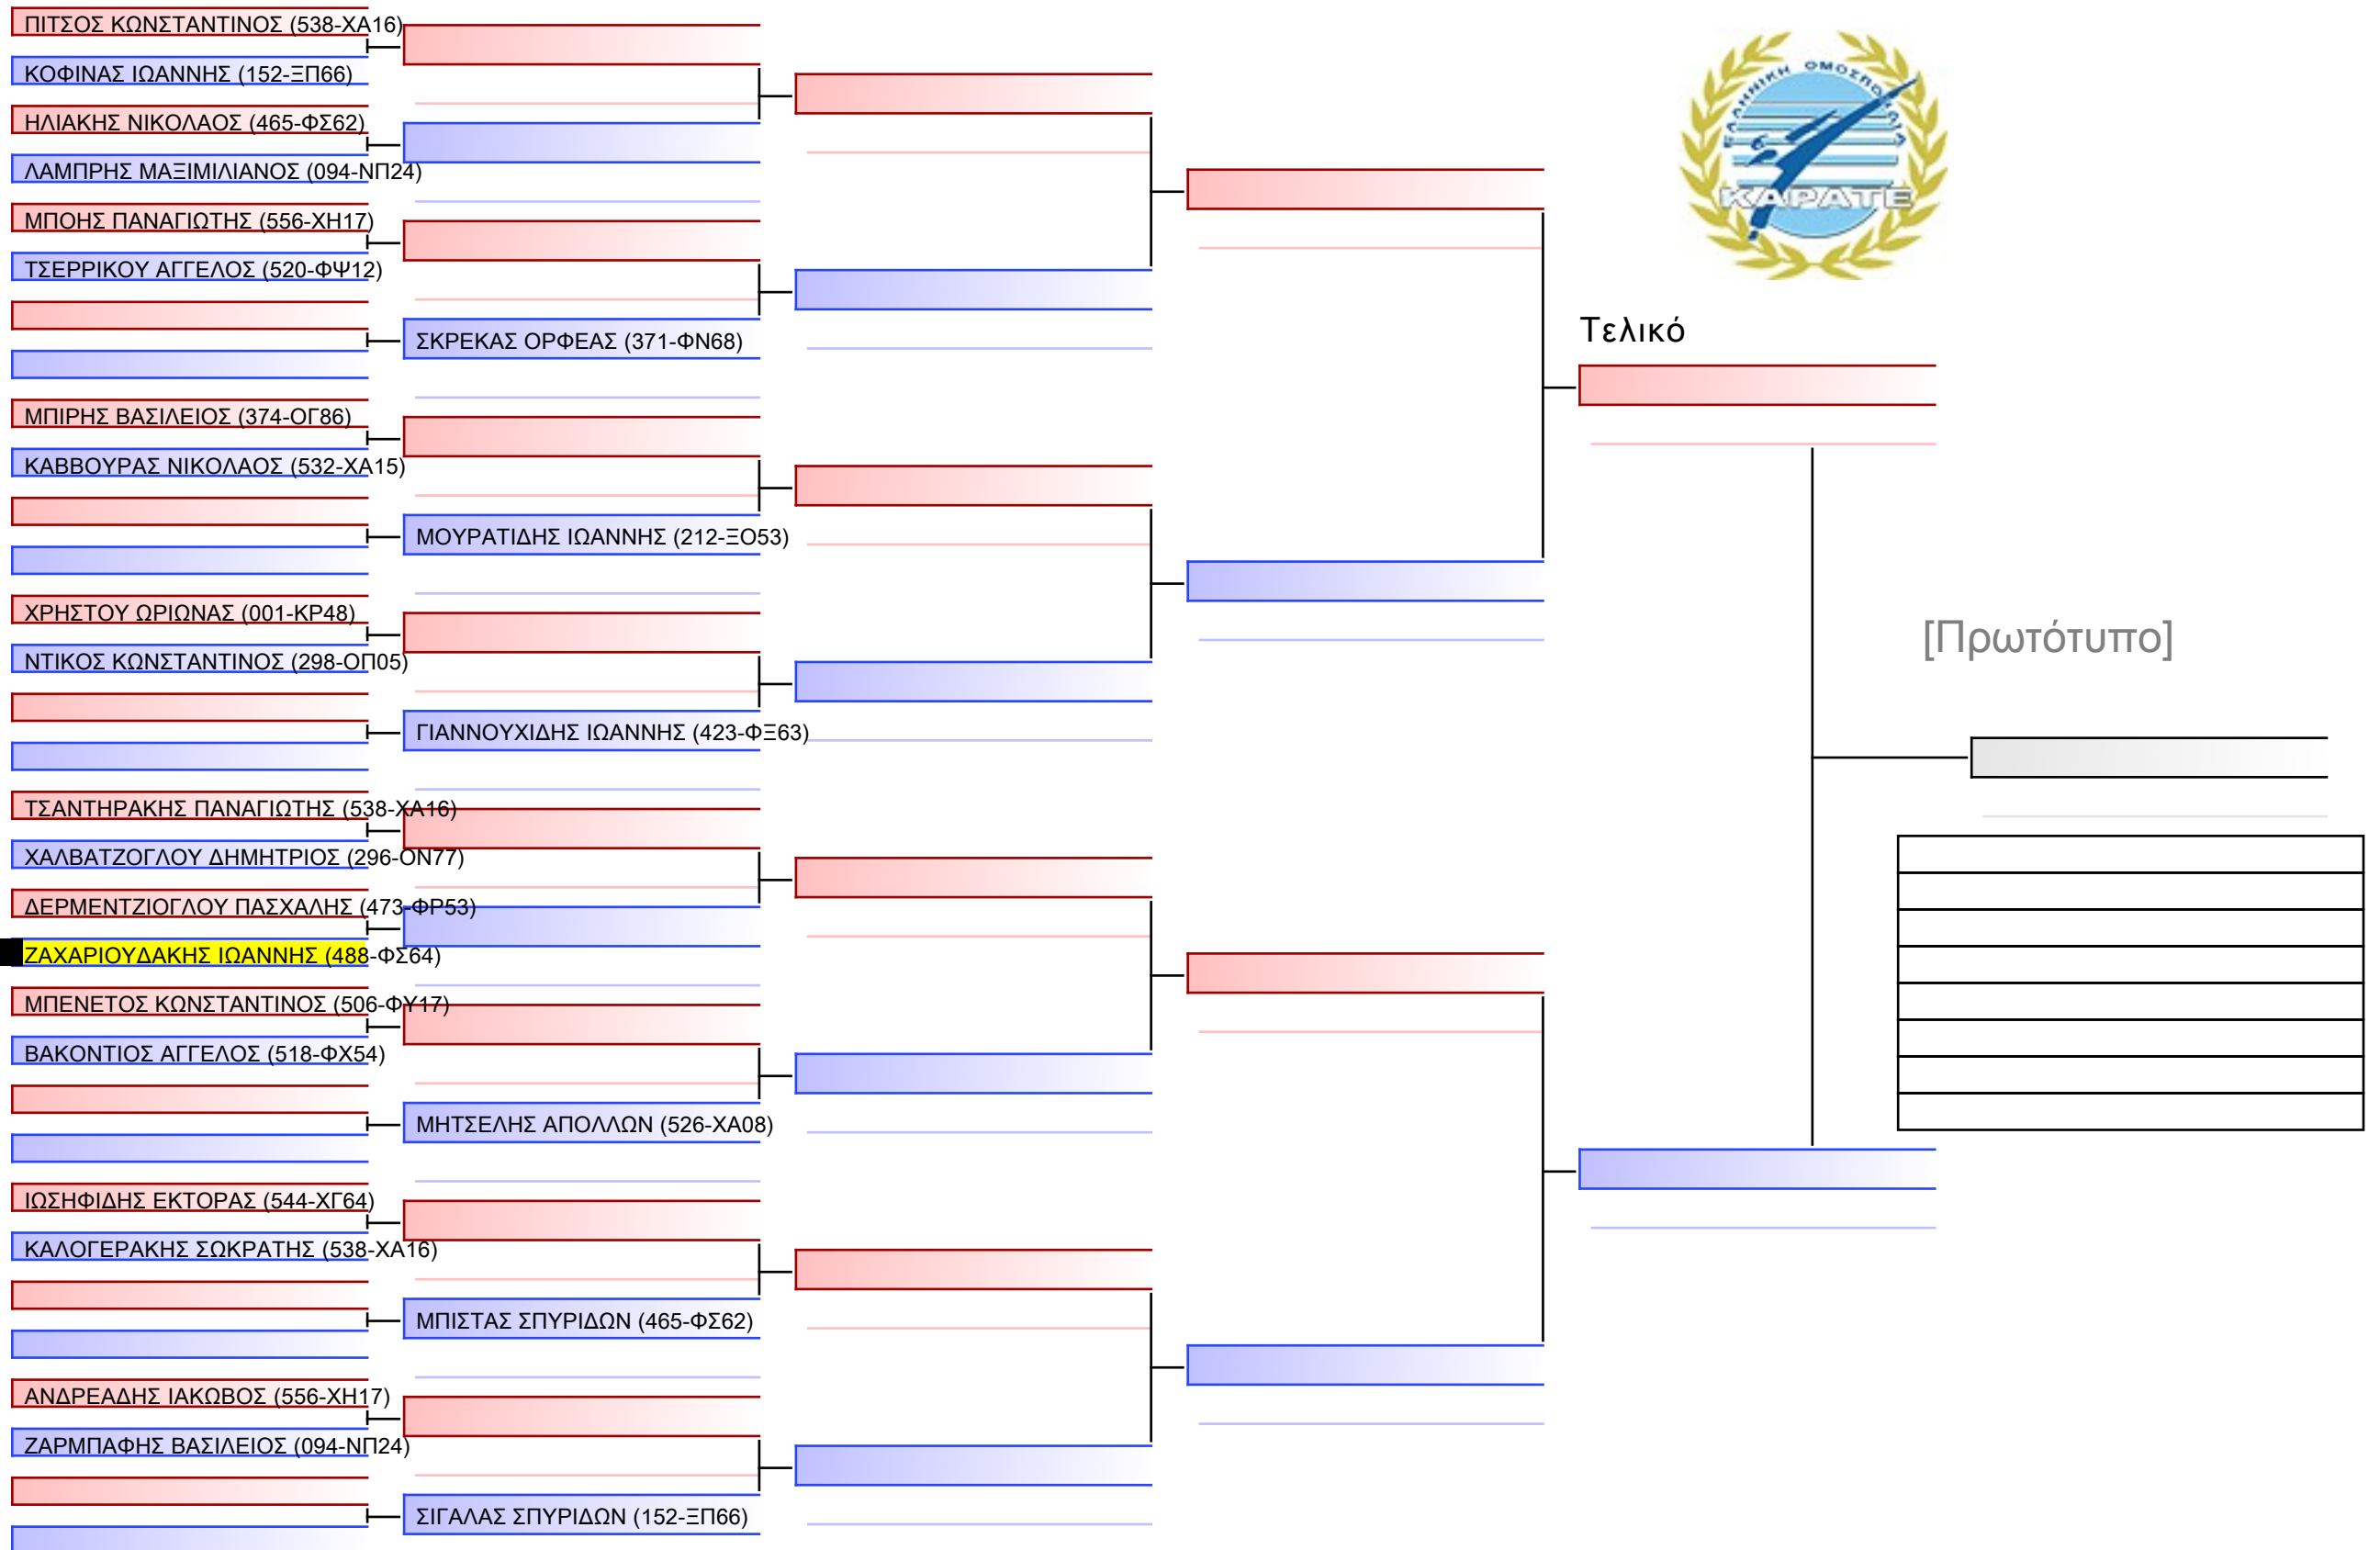 ΠΙΤΣΟΣ ΚΩΝΣΤΑΝΤΙΝΟΣ (538-ΧΑ16)
ΚΟΦΙΝΑΣ ΙΩΑΝΝΗΣ (152-ΞΠ66)
ΗΛΙΑΚΗΣ ΝΙΚΟΛΑΟΣ (465-ΦΣ62)
ΛΑΜΠΡΗΣ ΜΑΞΙΜΙΛΙΑΝΟΣ (094-ΝΠ24)
ΜΠΟΗΣ ΠΑΝΑΓΙΩΤΗΣ (556-ΧΗ17)
ΤΣΕΡΡΙΚΟΥ ΑΓΓΕΛΟΣ (520-ΦΨ12)
ΣΚΡΕΚΑΣ ΟΡΦΕΑΣ (371-ΦΝ68)
ΜΠΙΡΗΣ ΒΑΣΙΛΕΙΟΣ (374-ΟΓ86)
ΚΑΒΒΟΥΡΑΣ ΝΙΚΟΛΑΟΣ (532-ΧΑ15)
ΜΟΥΡΑΤΙΔΗΣ ΙΩΑΝΝΗΣ (212-ΞΟ53)
ΧΡΗΣΤΟΥ ΩΡΙΩΝΑΣ (001-ΚΡ48)
ΝΤΙΚΟΣ ΚΩΝΣΤΑΝΤΙΝΟΣ (298-ΟΠ05)
ΓΙΑΝΝΟΥΧΙΔΗΣ ΙΩΑΝΝΗΣ (423-ΦΞ63)
ΤΣΑΝΤΗΡΑΚΗΣ ΠΑΝΑΓΙΩΤΗΣ (538-ΧΑ16)
ΧΑΛΒΑΤΖΟΓΛΟΥ ΔΗΜΗΤΡΙΟΣ (296-ΟΝ77)
ΔΕΡΜΕΝΤΖΙΟΓΛΟΥ ΠΑΣΧΑΛΗΣ (473-ΦΡ53)
ΖΑΧΑΡΙΟΥΔΑΚΗΣ ΙΩΑΝΝΗΣ (488-ΦΣ64)
ΜΠΕΝΕΤΟΣ ΚΩΝΣΤΑΝΤΙΝΟΣ (506-ΦΥ17)
ΒΑΚΟΝΤΙΟΣ ΑΓΓΕΛΟΣ (518-ΦΧ54)
ΜΗΤΣΕΛΗΣ ΑΠΟΛΛΩΝ (526-ΧΑ08)
ΙΩΣΗΦΙΔΗΣ ΕΚΤΟΡΑΣ (544-ΧΓ64)
ΚΑΛΟΓΕΡΑΚΗΣ ΣΩΚΡΑΤΗΣ (538-ΧΑ16)
ΜΠΙΣΤΑΣ ΣΠΥΡΙΔΩΝ (465-ΦΣ62)
ΑΝΔΡΕΑΔΗΣ ΙΑΚΩΒΟΣ (556-ΧΗ17)
ΖΑΡΜΠΑΦΗΣ ΒΑΣΙΛΕΙΟΣ (094-ΝΠ24)
ΣΙΓΑΛΑΣ ΣΠΥΡΙΔΩΝ (152-ΞΠ66)
ΕΛΛΗΝΙΚΗ ΟΜΟΣΠΟΝΔΙΑ
ΚΑΡΑΤΕ
Τελικό
[Πρωτότυπο]